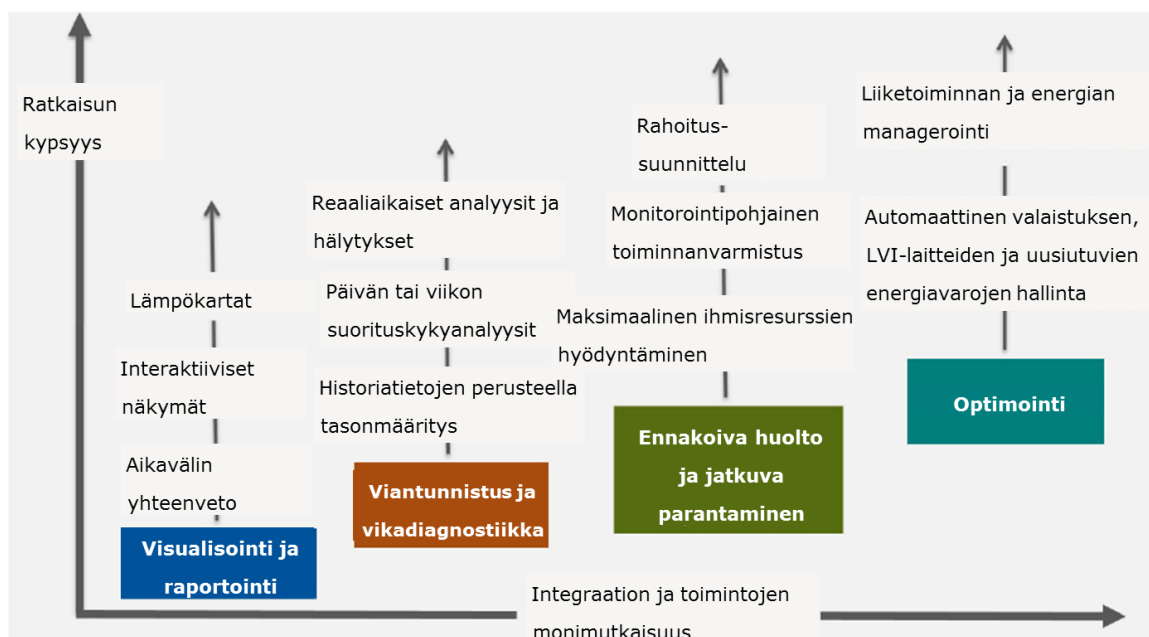 Ratkaisun
kypsyys
Lämpökartat
Interaktiiviset
näkymät
Aikavälin
yhteenveto
Visualisointi ja
raportointi
Reaaliaikaiset analyysit ja
hälytykset
Päivän tai viikon
suorituskykyanalyysit
Historiatietojen perusteella
tasonmääritys
Viantunnistus ja
vikadiagnostiikka
Rahoitus-
suunnittelu
Monitorointipohjainen
toiminnanvarmistus
Maksimaalinen ihmisresurssien
hyödyntäminen
Ennakoiva huolto
ja jatkuva
parantaminen
Liiketoiminnan ja energian
managerointi
Automaattinen valaistuksen,
LVI-laitteiden ja uusiutuvien
energiavarojen hallinta
Optimointi
Integraation ja toimintojen
monimutkaisuus